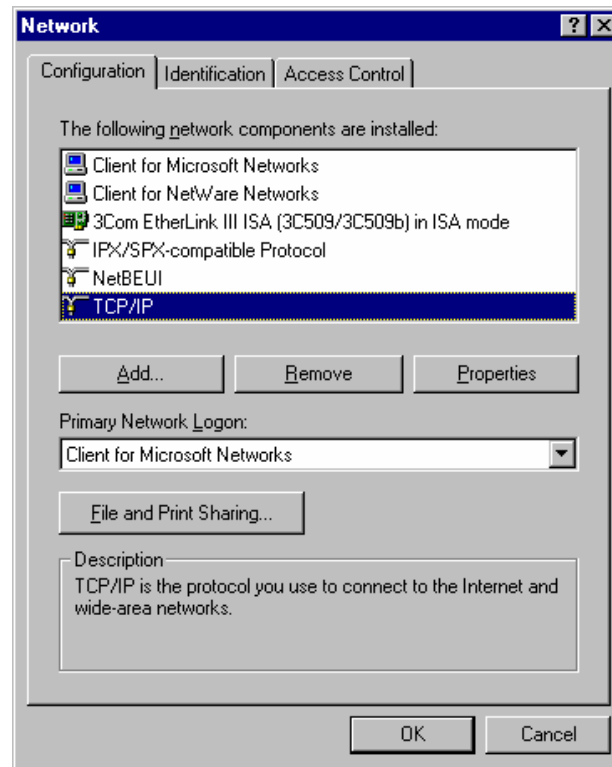 Network
Configuration Identification Access Control
The following network components are installed:
Client for Microsoft Networks
Client for NetWare Networks
3Com EtherLink III ISA (3C509/3C509b) in ISA mode
IPX/SPX-compatible Protocol
NetBEUI
TCP/IP
Add... Remove Properties
Primary Network Logon:
Client for Microsoft Networks
File and Print Sharing...
Description
TCP/IP is the protocol you use to connect to the Internet and
wide-area networks.
OK Cancel